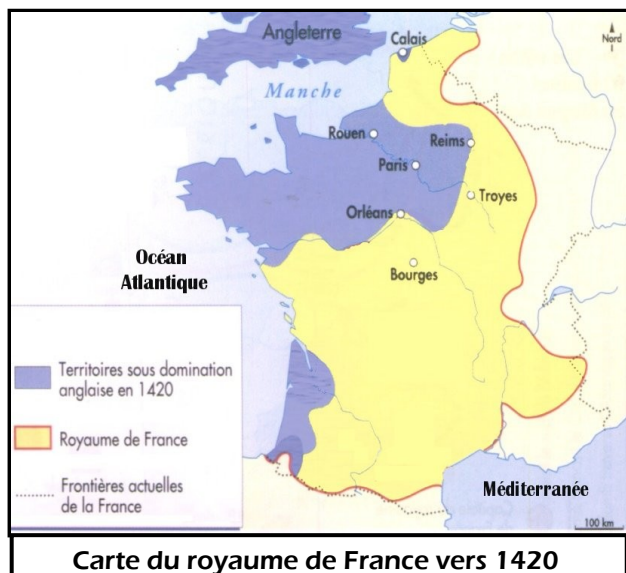 Angleterre
Calais
Nord
Manche
Rouen
Reims
Paris
Troyes
Orléans
Bourges
Océan
Atlantique
Territoires sous domination
anglaise en 1420
Royaume de France
Frontières actuelles
de la France
Méditerranée
100 km
Carte du royaume de France vers 1420